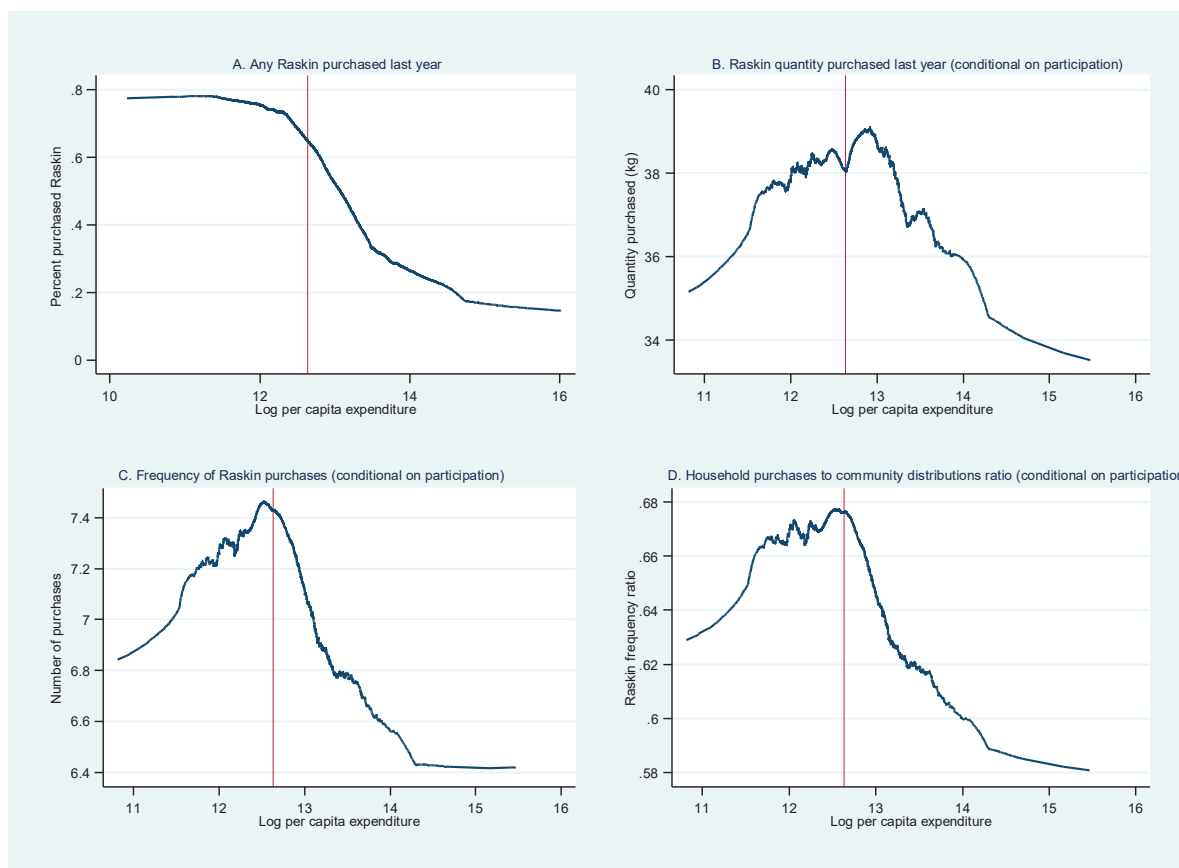 A. Any Raskin purchased last year
Percent purchased Raskin
.8
.6
.4
.2
0
10 12 14 16
Log per capita expenditure
B. Raskin quantity purchased last year (conditional on participation)
Quantity purchased (kg)
40
38
36
34
11 12 13 14 15 16
Log per capita expenditure
C. Frequency of Raskin purchases (conditional on participation)
Number of purchases
7.4
7.2
7
6.8
6.6
6.4
11 12 13 14 15 16
Log per capita expenditure
D. Household purchases to community distributions ratio (conditional on participation
Raskin frequency ratio
.68
.66
.64
.62
.6
.58
11 12 13 14 15 16
Log per capita expenditure